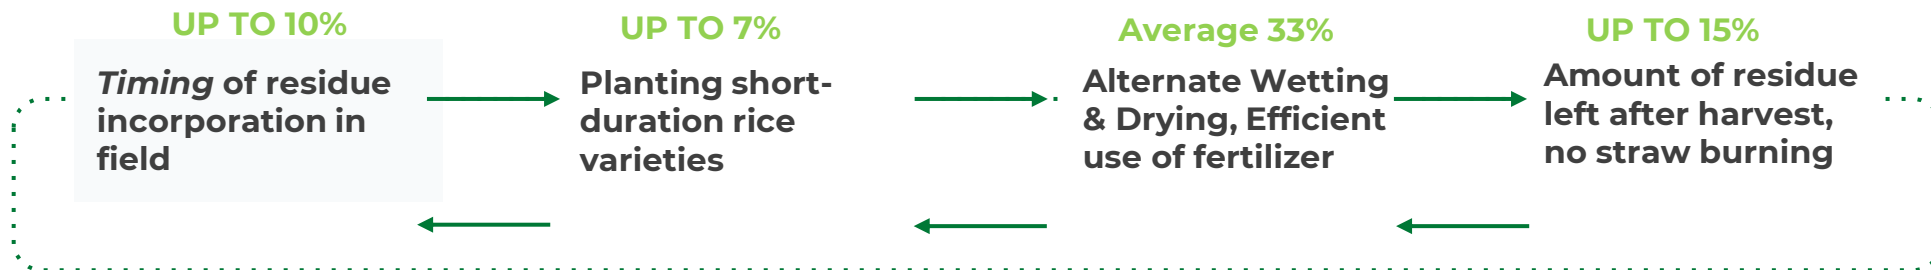 UP TO 10%
Timing of residue
incorporation in
field
UP TO 7%
Planting short-
duration rice
varieties
Average 33%
Alternate Wetting
& Drying, Efficient
use of fertilizer
UP TO 15%
Amount of residue
left after harvest,
no straw burning